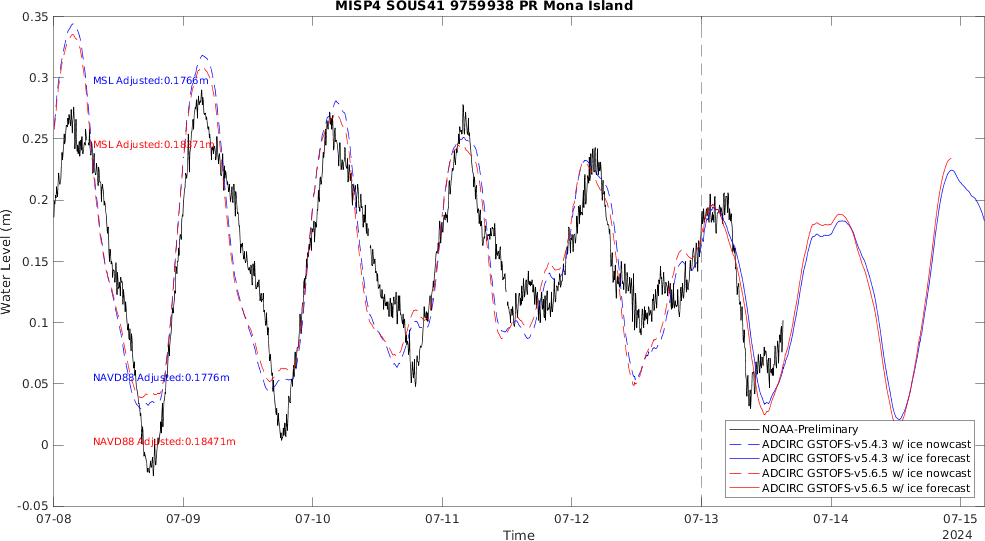 MISP4 SOUS41 9759938 PR Mona Island
0.35
0.3
0.25
0.2
0.15
0.1
0.05
0
-0.05
Water Level (m)
MSL Adjusted:0.1766m
MSL Adjusted:0.18371m
NAVD88 Adjusted:0.1776m
NAVD88 Adjusted:0.18471m
NOAA-Preliminary
ADCIRC GSTOFS-v5.4.3 w/ ice nowcast
ADCIRC GSTOFS-v5.4.3 w/ ice forecast
ADCIRC GSTOFS-v5.6.5 w/ ice nowcast
ADCIRC GSTOFS-v5.6.5 w/ ice forecast
07-08 07-09 07-10 07-11 07-12 07-13 07-14 07-15
Time
2024